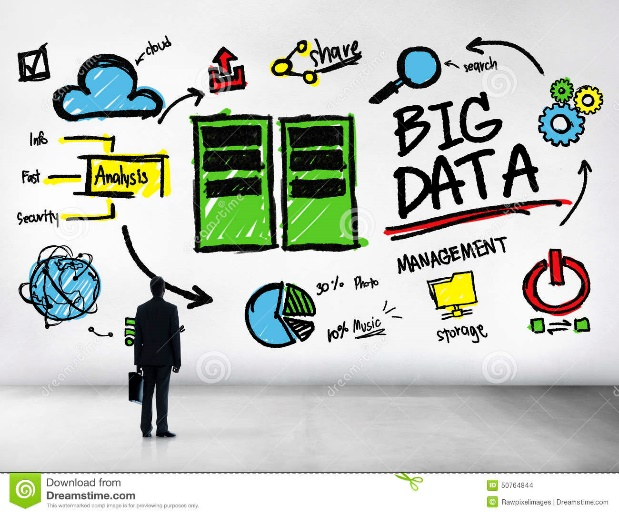 cloud
share
search
Info
Fast
Security
Analysis
BIG
DATA
MANAGEMENT
30% Photo
10% Music
storage
dreamstime
Download from
Dreamstime.com
This watermarked comp image is for previewing purposes only.
50764844
Rawpixelimages | Dreamstime.com